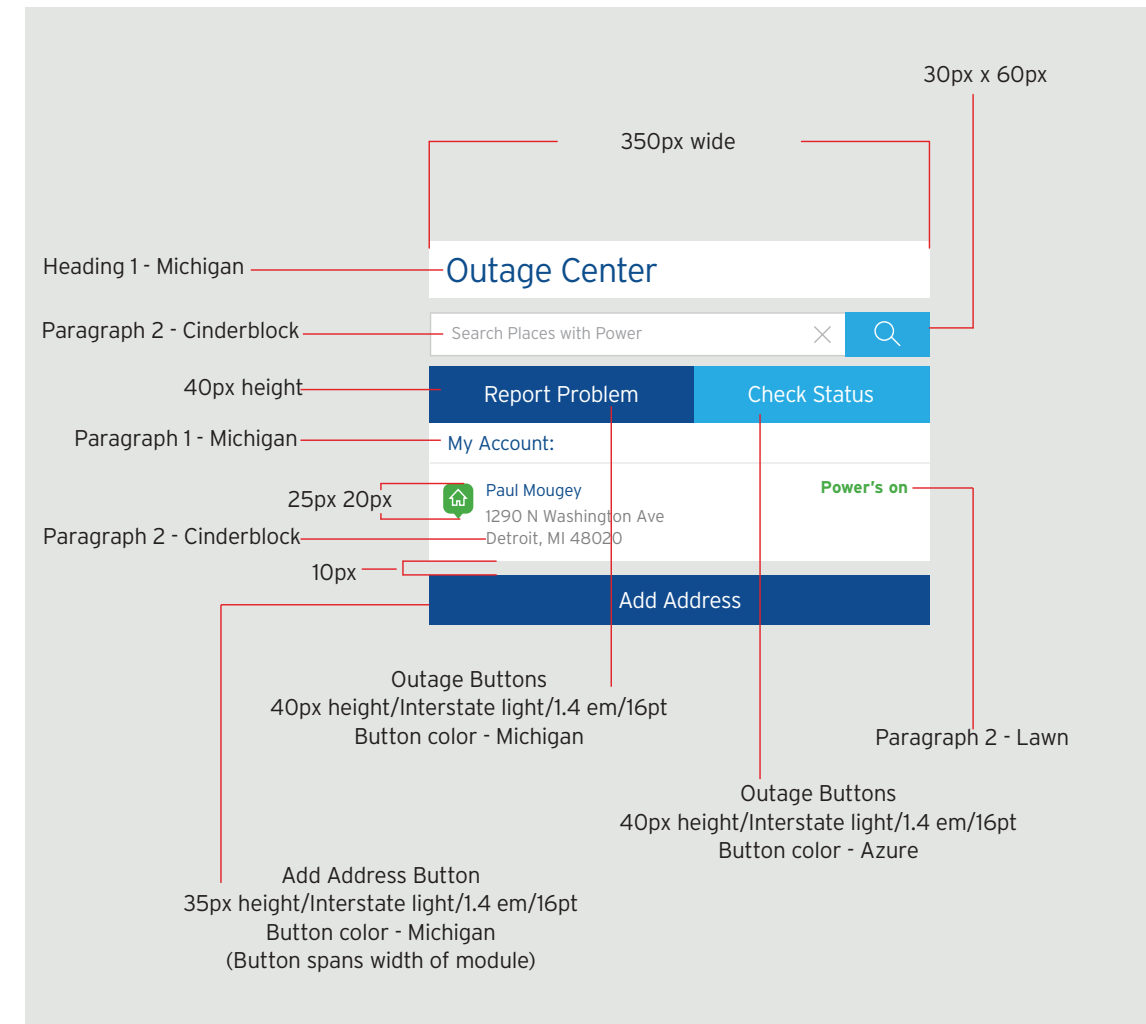 30px x 60px
350px wide
Heading 1 - Michigan
Outage Center
Paragraph 2 - Cinderblock
Search Places with Power
40px height
Report Problem
Check Status
Paragraph 1 - Michigan
My Account:
25px 20px
Paul Mougey
Power's on
1290 N Washington Ave
Paragraph 2 - Cinderblock
Detroit, MI 48020
10px
Add Address
Outage Buttons
40px height/Interstate light/1.4 em/16pt
Button color - Michigan
Paragraph 2 - Lawn
Outage Buttons
40px height/Interstate light/1.4 em/16pt
Button color - Azure
Add Address Button
35px height/Interstate light/1.4 em/16pt
Button color - Michigan
(Button spans width of module)